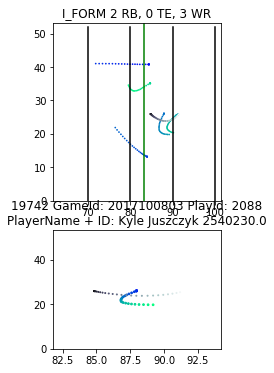 I_FORM 2 RB, 0 TE, 3 WR
50
40
30
20
10
0
70 80 90 100
19742 GameId: 2017100803 PlayId: 2088
PlayerName + ID: Kyle Juszczyk 2540230.0
40
20
0
82.5 85.0 87.5 90.0 92.5